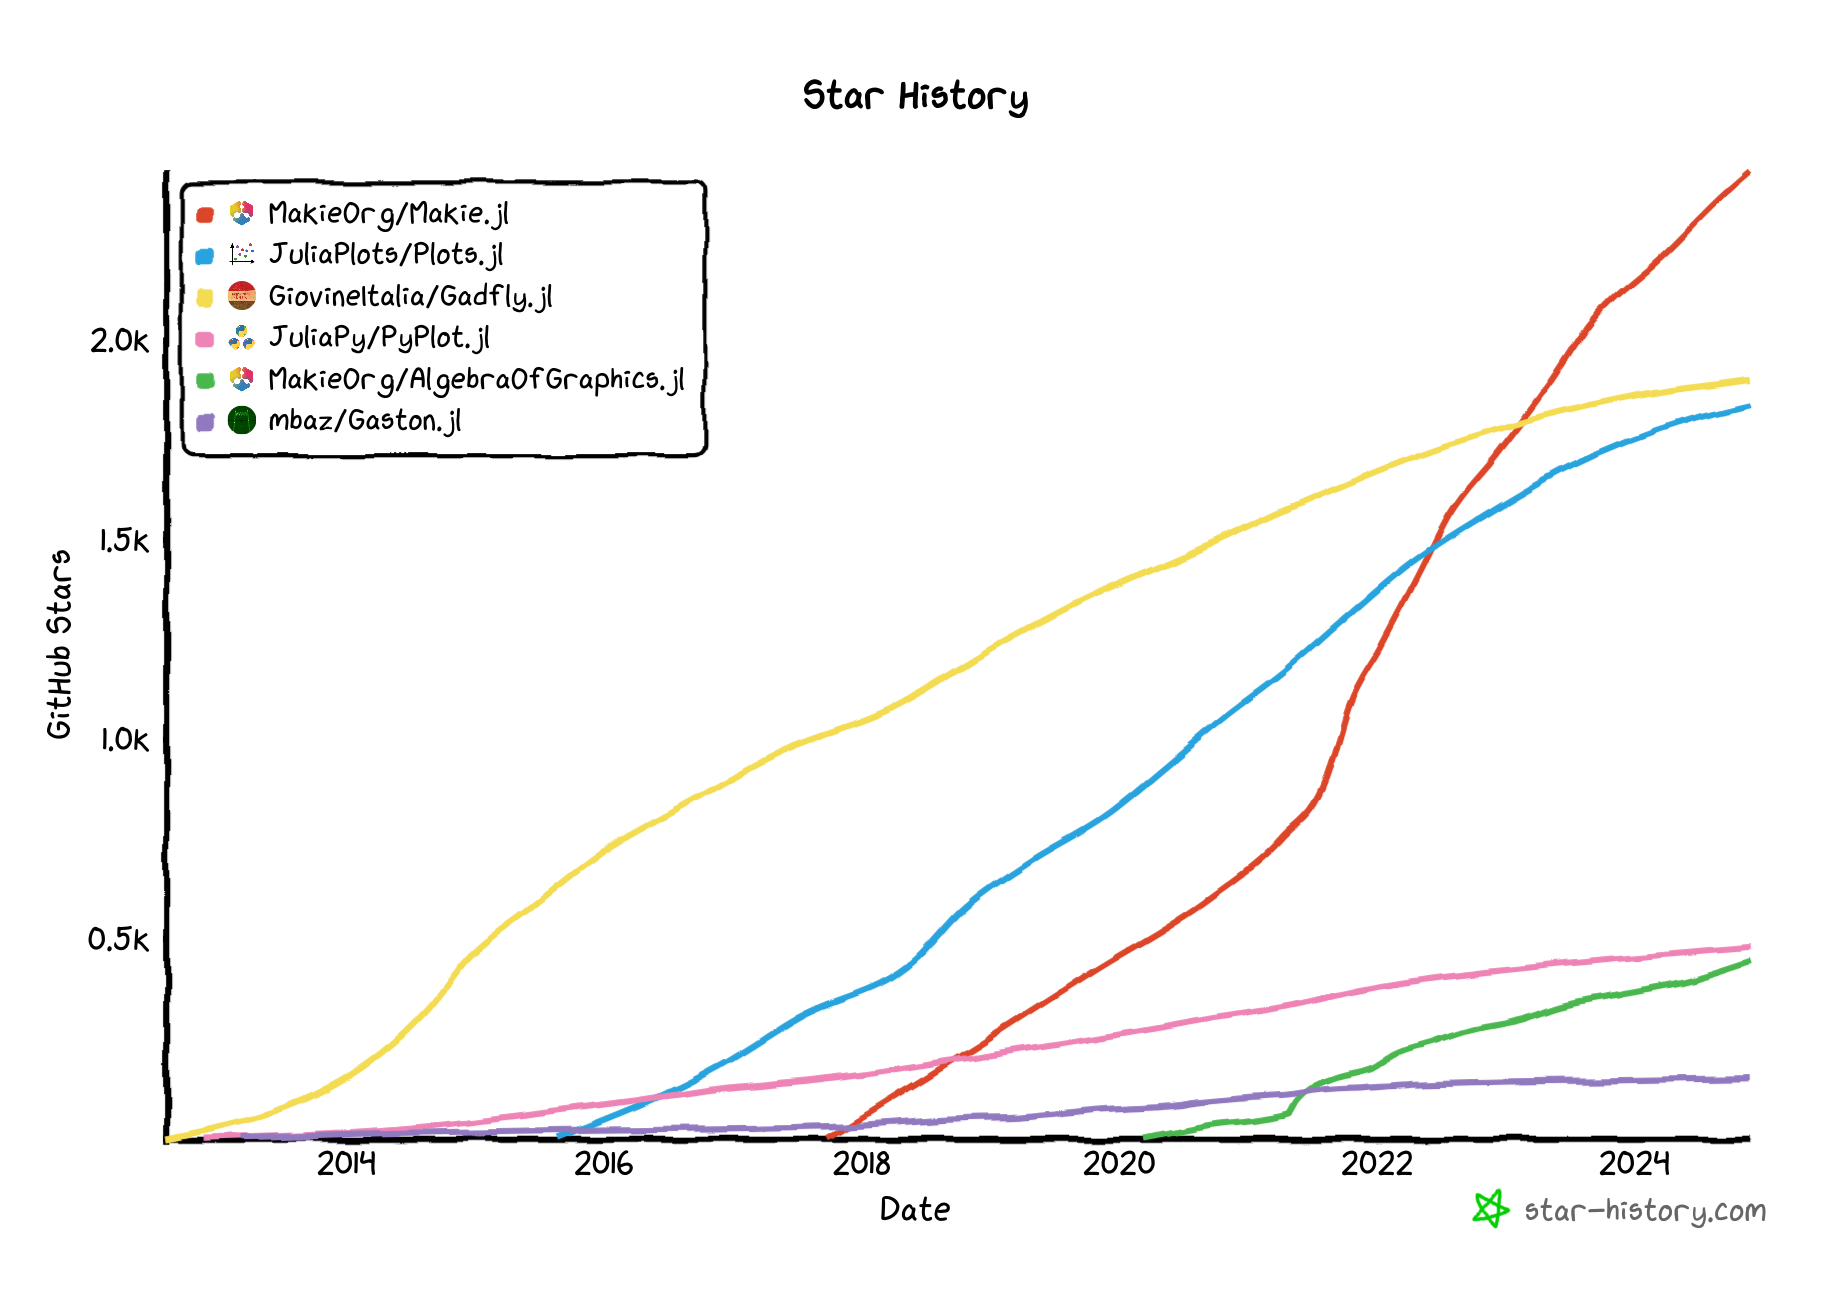 Star History
MakieOrg/Makie.jl
JuliaPlots/Plots.jl
GiovineItalia/Gadfly.jl
JuliaPy/PyPlot.jl
MakieOrg/AlgebraOfGraphics.jl
mbaz/Gaston.jl
2.0k
1.5k
1.0k
0.5k
GitHub Stars
2014 2016 2018 2020 2022 2024
Date
star-history.com